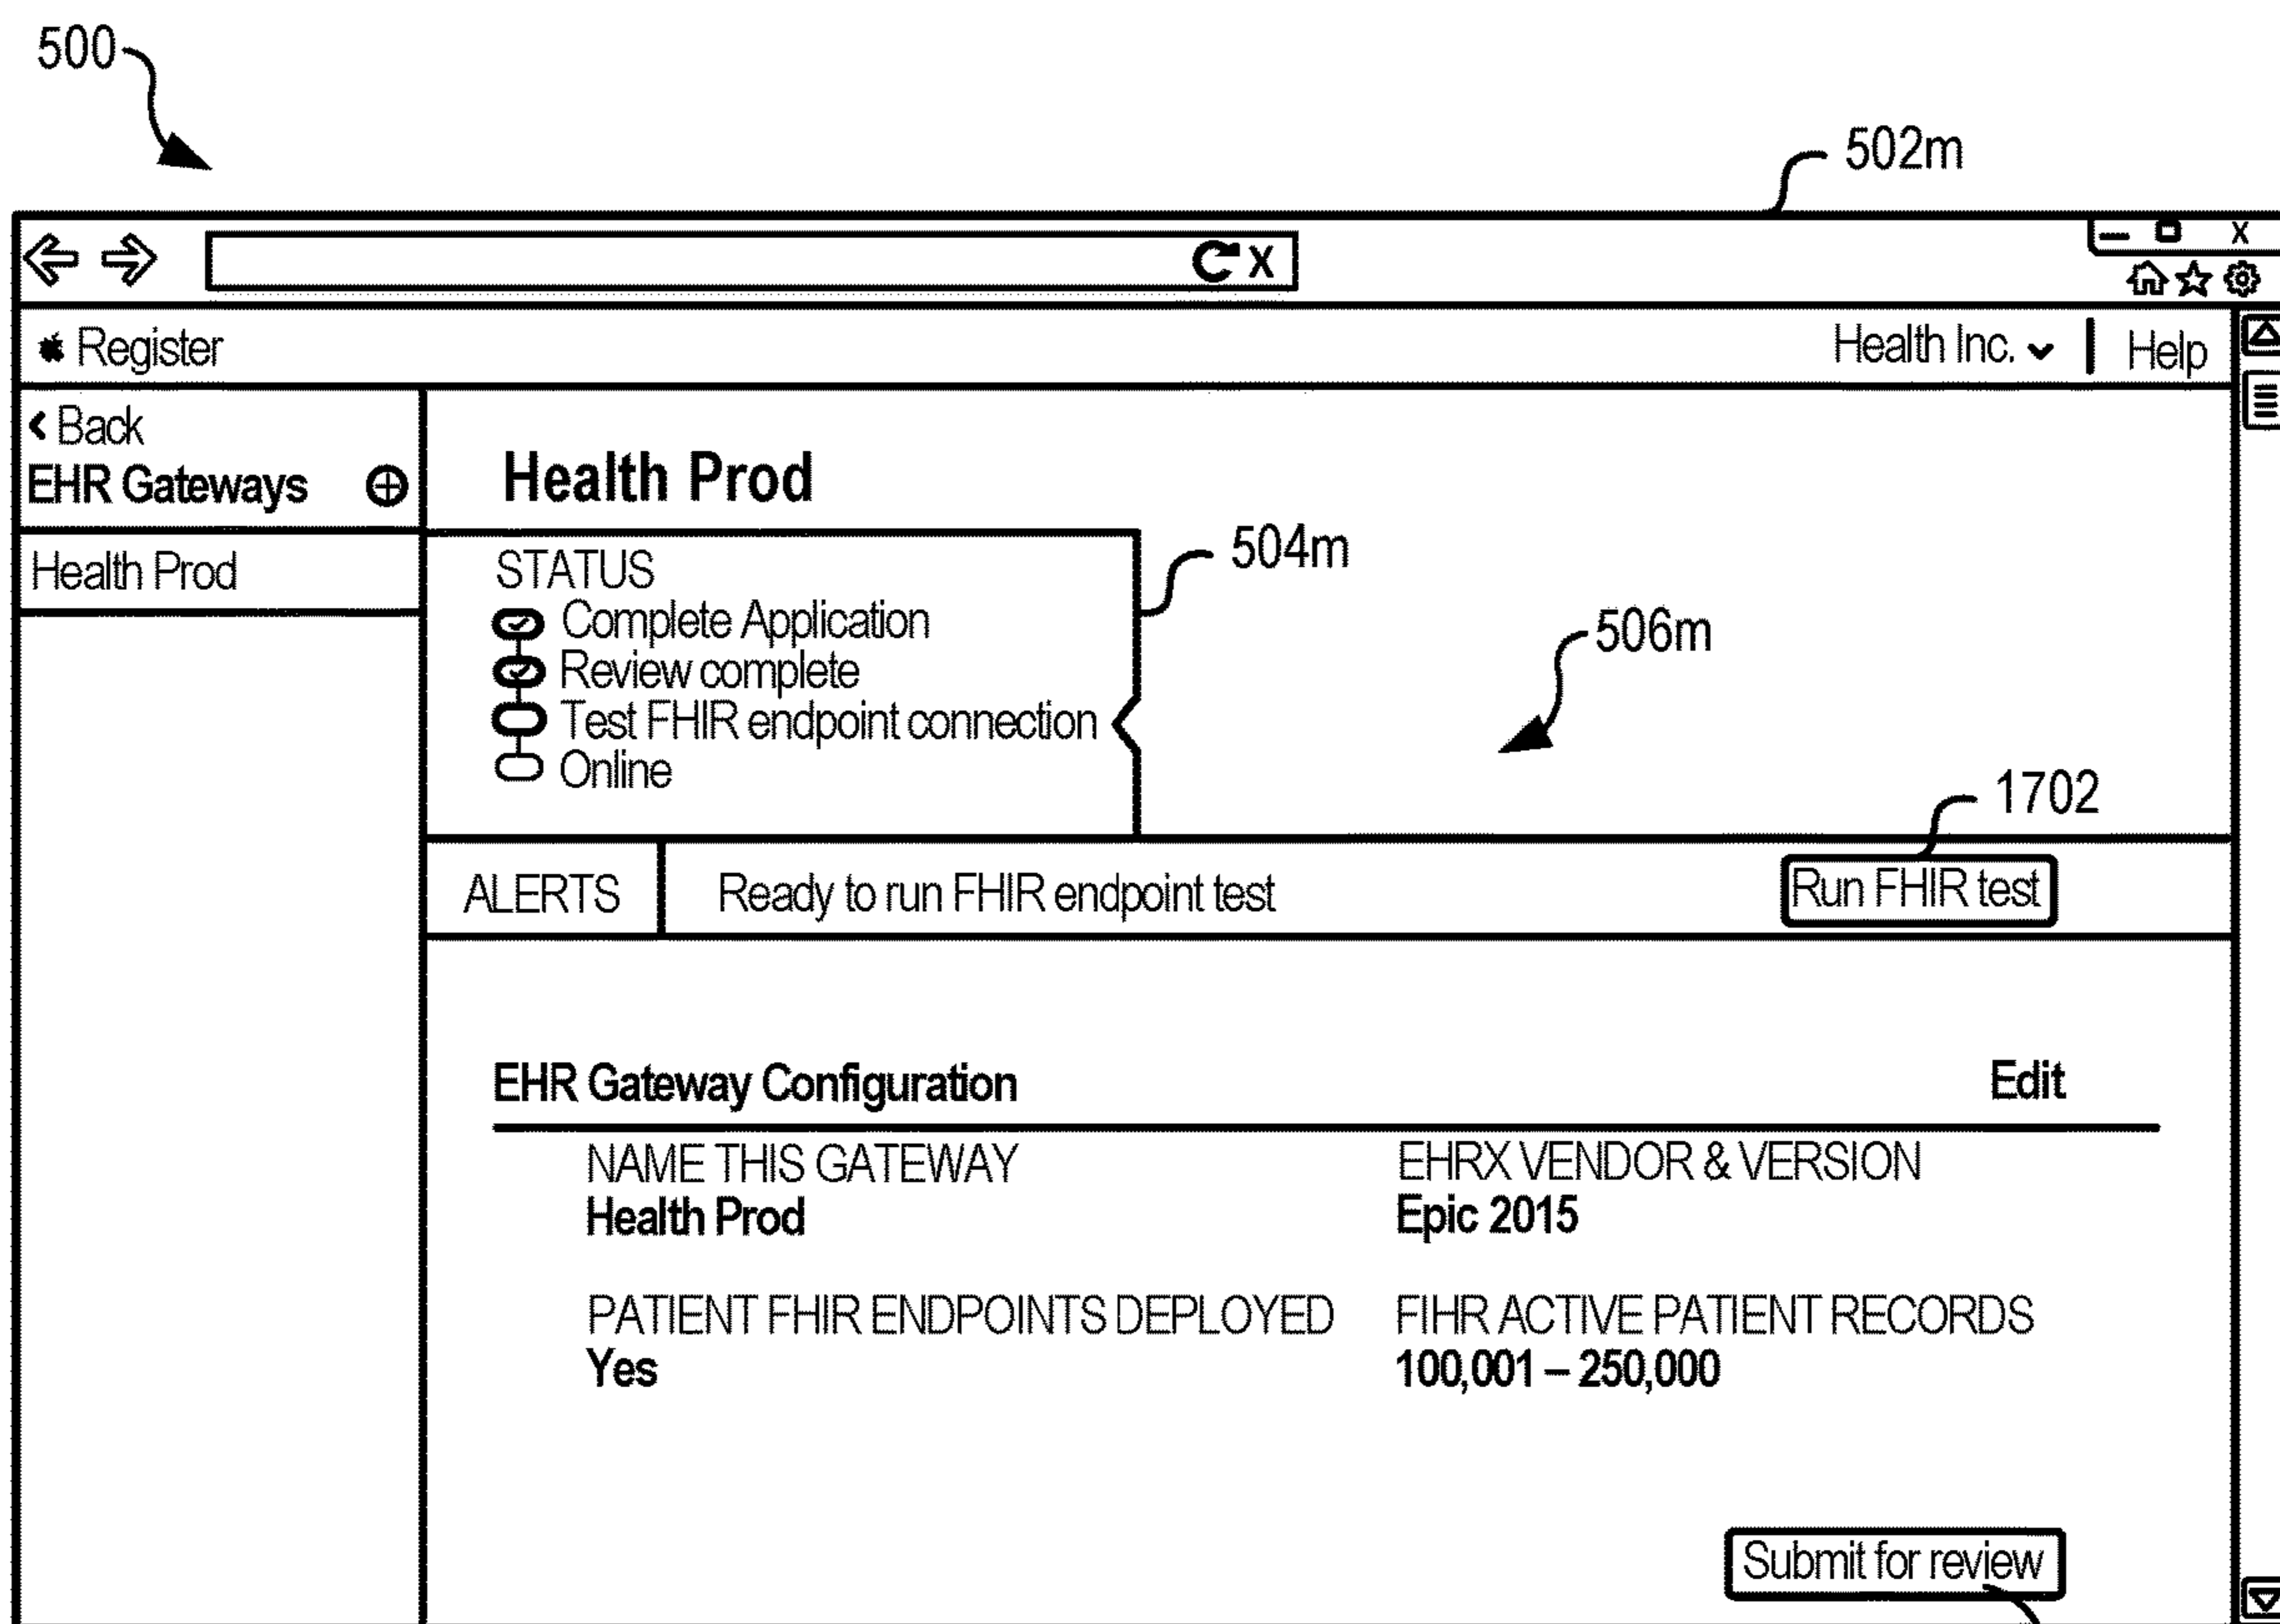 500
502m
X
X
Register
Health Inc.
Help
Back
EHR Gateways
Health Prod
Health Prod
STATUS
Complete Application
Review complete
Test FHIR endpoint connection
Online
504m
506m
1702
ALERTS
Ready to run FHIR endpoint test
Run FHIR test
EHR Gateway Configuration
Edit
NAME THIS GATEWAY
Health Prod
EHRX VENDOR & VERSION
Epic 2015
PATIENT FHIR ENDPOINTS DEPLOYED
Yes
FIHR ACTIVE PATIENT RECORDS
100,001 – 250,000
Submit for review